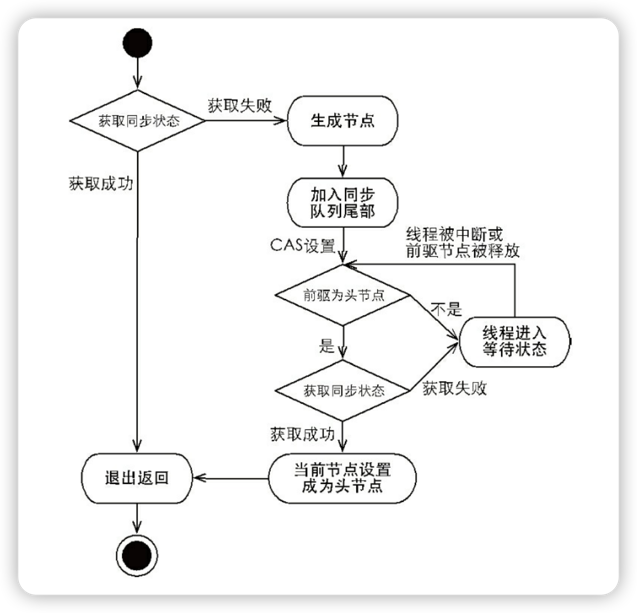 获取同步状态
获取失败
生成节点
获取成功
加入同步
队列尾部
CAS设置
线程被中断或
前驱节点被释放
前驱为头节点
不是
线程进入
等待状态
是
获取同步状态
获取失败
获取成功
退出返回
当前节点设置
成为头节点